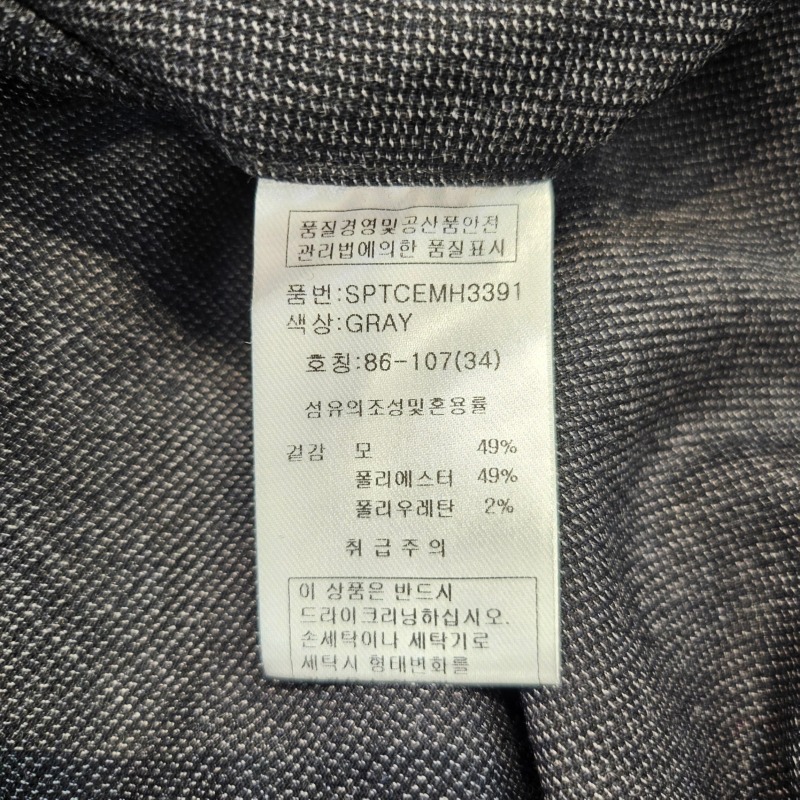 품질경영및공산품안전
관리법에의한 품질표시
품번:SPTCEMH3391
색상:GRAY
호칭:86-107(34)
섬유의조성및혼용률
겉감 모 49%
폴리에스터 49%
폴리우레탄 2%
취급주의
이 상품은 반드시
드라이크리닝하십시오.
손세탁이나 세탁기로
세탁시 형태변화를